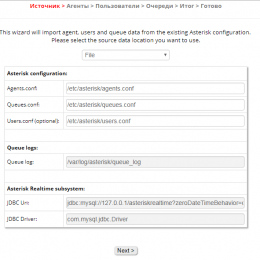 Источник > Агенты > Пользователи > Очереди > Итог > Готово
This wizard will import agent, users and queue data from the existing Asterisk configuration.
Please select the source data location you want to use.
File
Asterisk configuration:
Agents.conf: /etc/asterisk/agents.conf
Queues.conf: /etc/asterisk/queues.conf
Users.conf (optional): /etc/asterisk/users.conf
Queue logs:
Queue log: /var/log/asterisk/queue_log
Asterisk Realtime subsystem:
JDBC Uri: jdbc:mysql://127.0.0.1/asteriskrealtime?zeroDateTimeBehavior=
JDBC Driver: com.mysql.jdbc.Driver
Next >